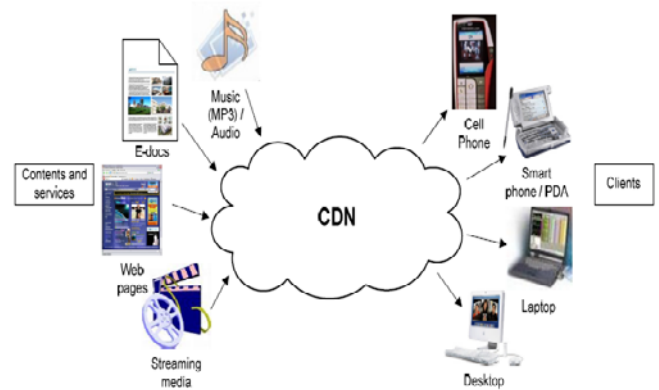 Music
(MP3) /
Audio
E-docs
Contents and
services
Web
pages
Streaming
media
CDN
Cell
Phone
Smart
phone / PDA
Clients
Laptop
Desktop